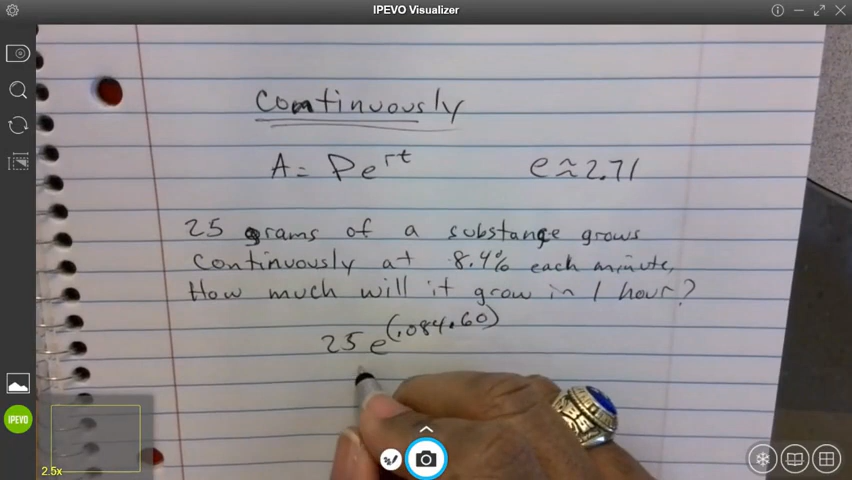 IPEVO Visualizer
Continuously
A = Pe^rt
e ≈ 2.71
25 grams of a substance grows
continuously at 8.4% each minute.
How much will it grow in 1 hour?
25 e^(.084.60)
IPEVO
2.5x